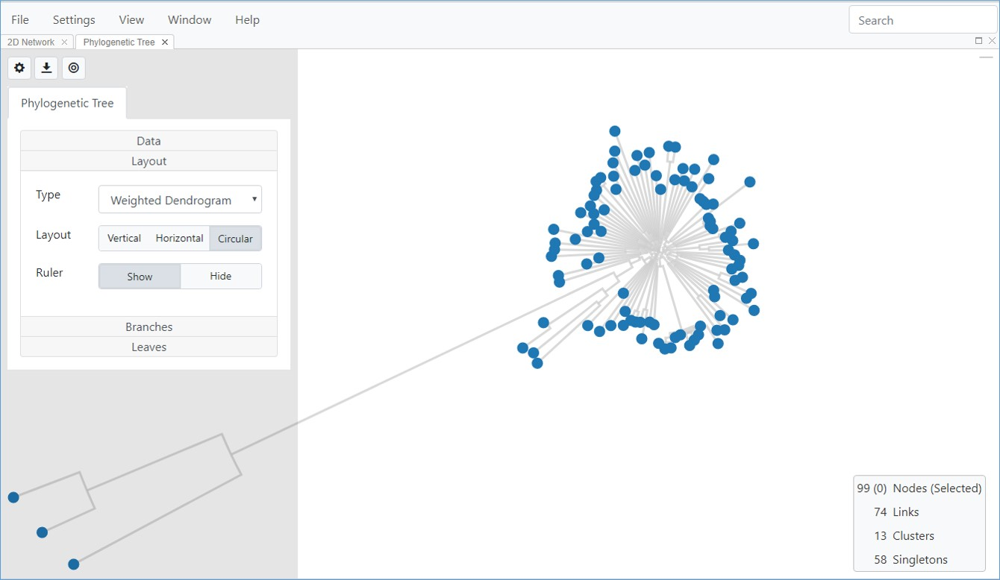 File Settings View Window Help Search
2D Network × Phylogenetic Tree ×
Phylogenetic Tree
Data
Layout
Type Weighted Dendrogram
Layout Vertical Horizontal Circular
Ruler Show Hide
Branches
Leaves
99 (0) Nodes (Selected)
74 Links
13 Clusters
58 Singletons